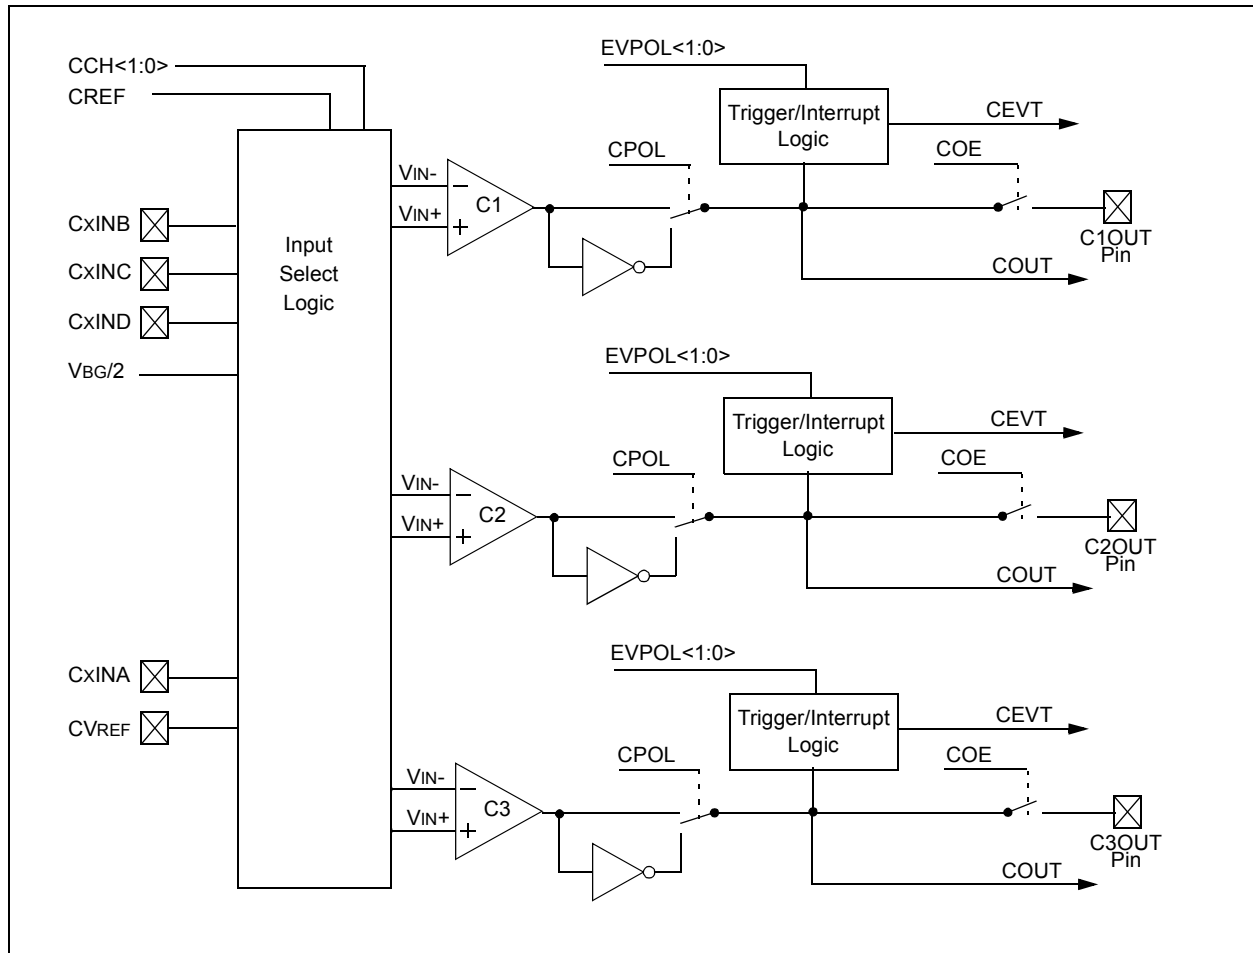 CCH<1:0>
CREF
CxINB
CxINC
CxIND
VBG/2
CxINA
CVREF
Input
Select
Logic
EVPOL<1:0>
Trigger/Interrupt
Logic
CEVT
CPOL
COE
VIN-
VIN+
C1
C1OUT
Pin
COUT
EVPOL<1:0>
Trigger/Interrupt
Logic
CEVT
CPOL
COE
VIN-
VIN+
C2
C2OUT
Pin
COUT
EVPOL<1:0>
Trigger/Interrupt
Logic
CEVT
CPOL
COE
VIN-
VIN+
C3
C3OUT
Pin
COUT